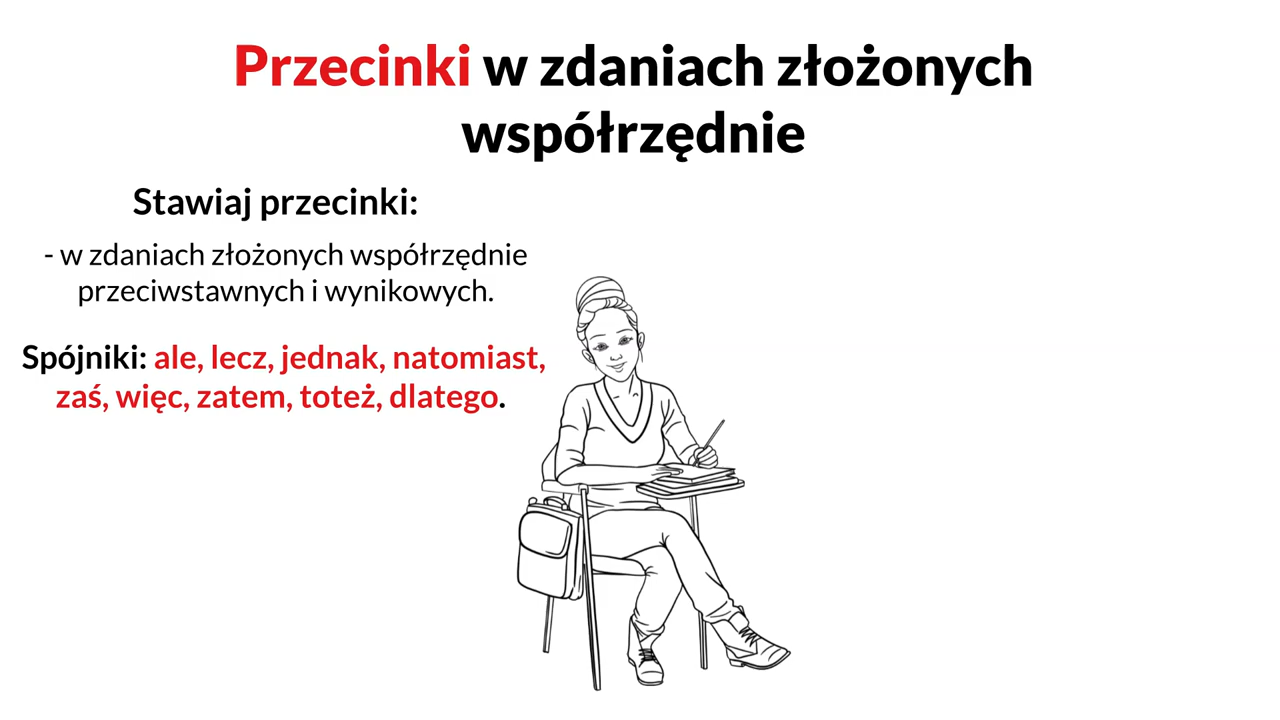 Przecinki w zdaniach złożonych
współrzędnie
Stawiaj przecinki:
- w zdaniach złożonych współrzędnie
przeciwstawnych i wynikowych.
Spójniki: ale, lecz, jednak, natomiast,
zaś, więc, zatem, toteż, dlatego.